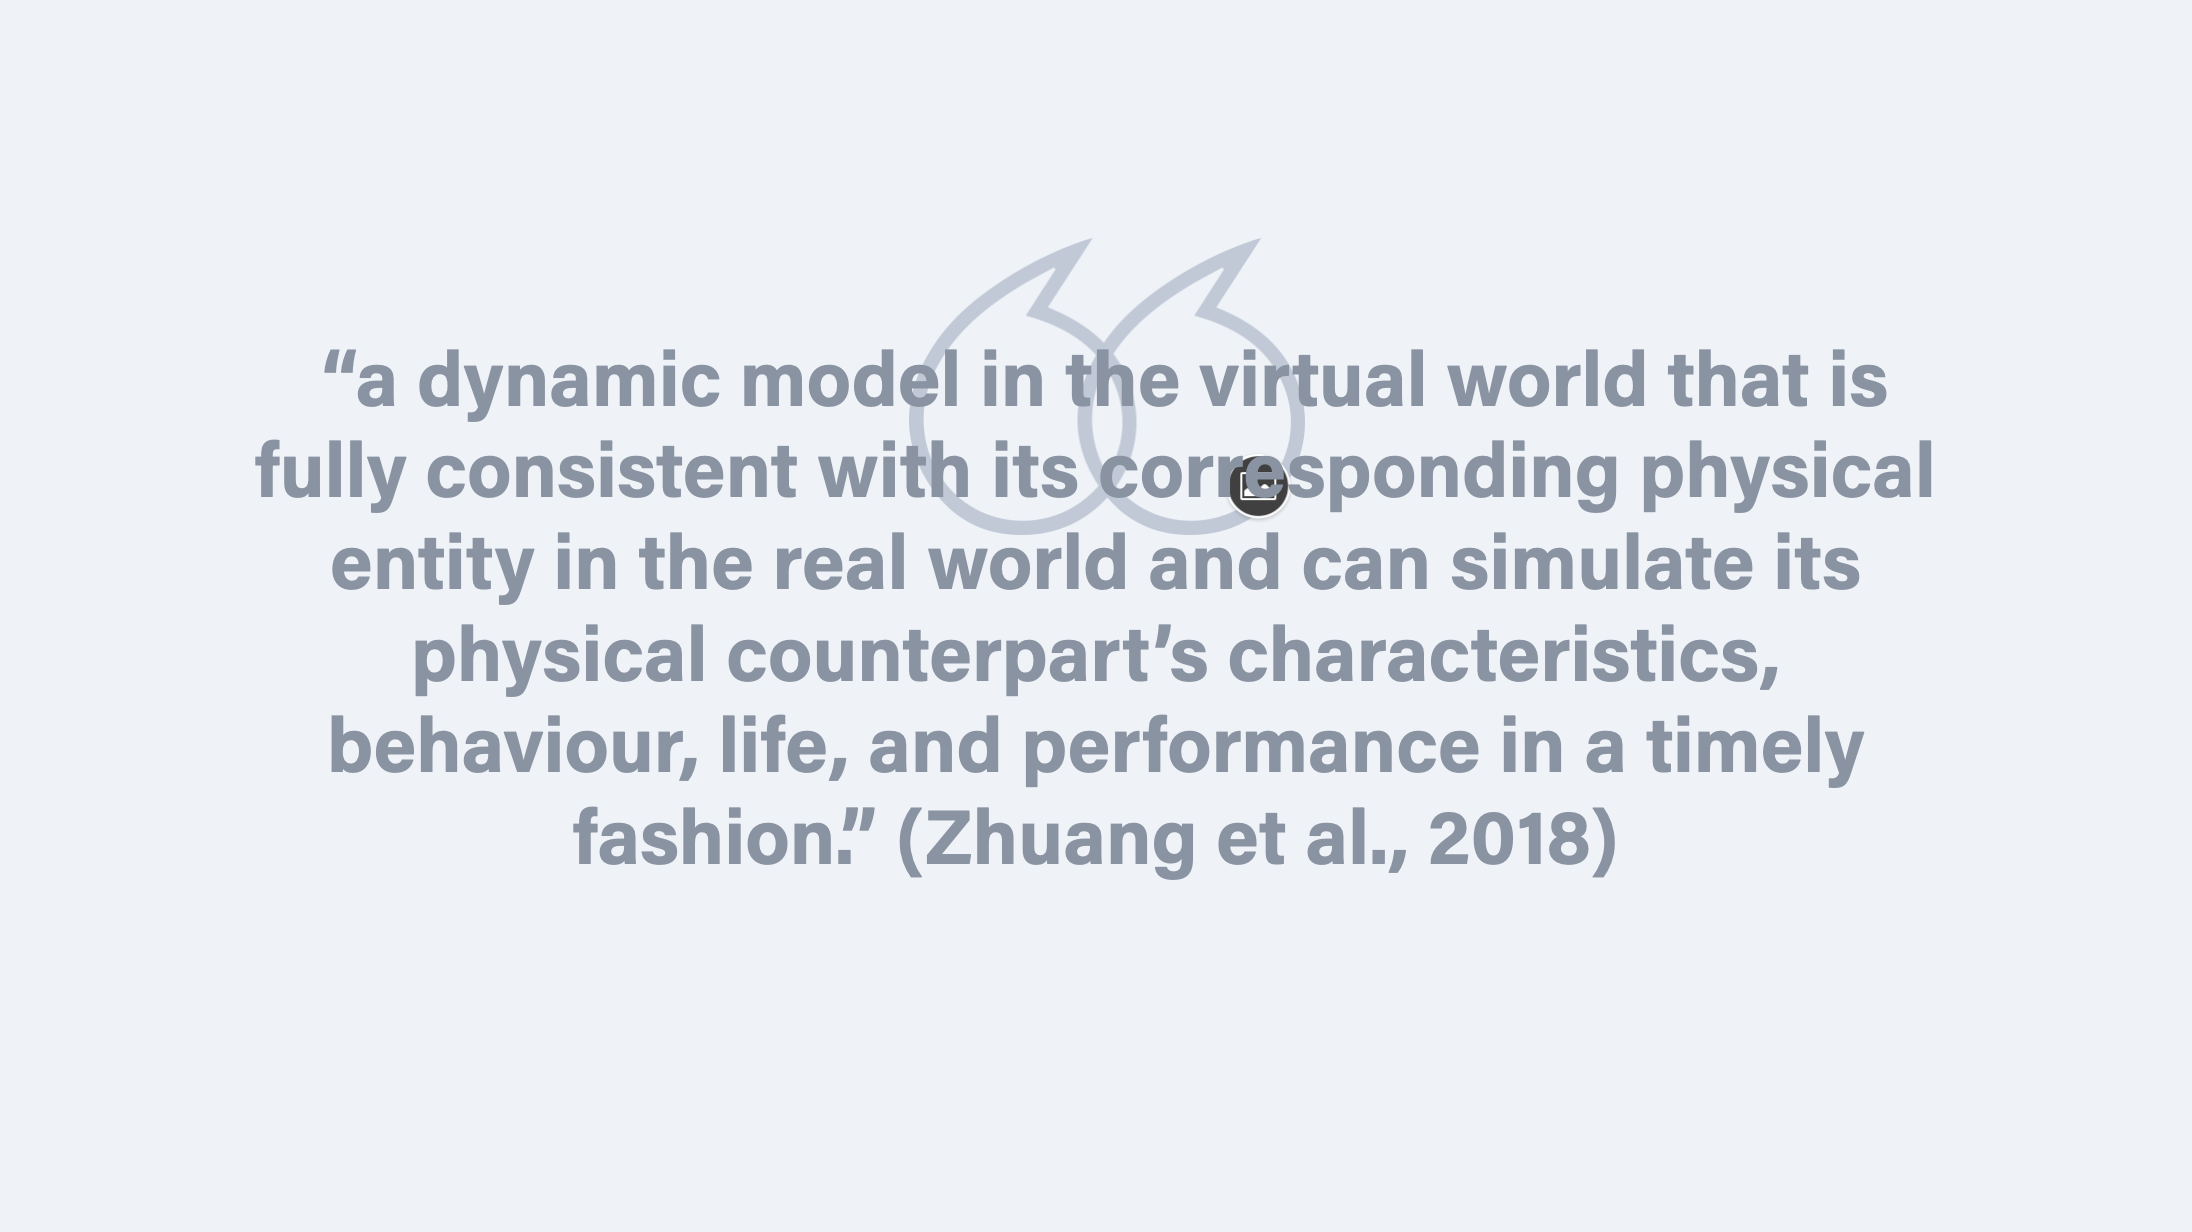 “a dynamic model in the virtual world that is
fully consistent with its corresponding physical
entity in the real world and can simulate its
physical counterpart’s characteristics,
behaviour, life, and performance in a timely
fashion.” (Zhuang et al., 2018)